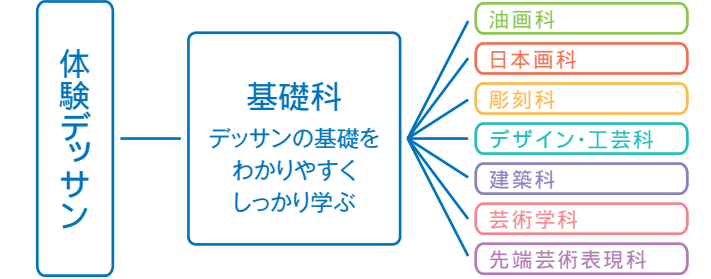 体験デッサン
基礎科
デッサンの基礎を
わかりやすく
しっかり学ぶ
油画科
日本画科
彫刻科
デザイン・工芸科
建築科
芸術学科
先端芸術表現科